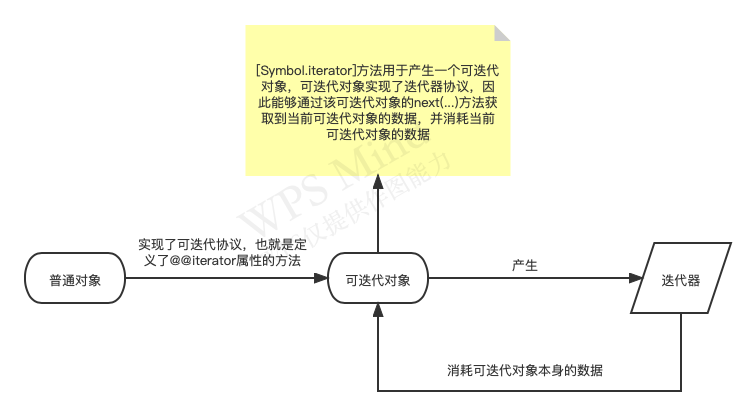 [Symbol.iterator]方法用于产生一个可迭代
对象，可迭代对象实现了迭代器协议，因
此能够通过该可迭代对象的next(...)方法获
取到当前可迭代对象的数据，并消耗当前
可迭代对象的数据
WPS Mind
仅提供作图能力
实现了可迭代协议，也就是定
义了@@iterator属性的方法
普通对象
可迭代对象
产生
迭代器
消耗可迭代对象本身的数据